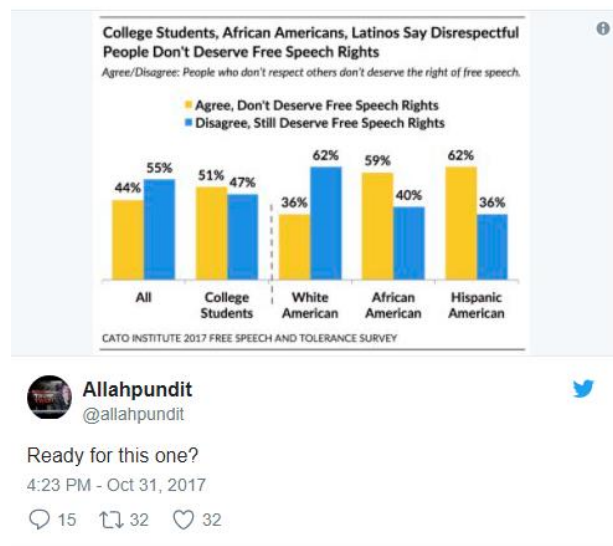 College Students, African Americans, Latinos Say Disrespectful
People Don't Deserve Free Speech Rights
Agree/Disagree: People who don't respect others don't deserve the right of free speech.
Agree, Don't Deserve Free Speech Rights
Disagree, Still Deserve Free Speech Rights
44% 55% 51% 47% 36% 62% 59% 40% 62% 36%
All College Students White American African American Hispanic American
CATO INSTITUTE 2017 FREE SPEECH AND TOLERANCE SURVEY
Allahpundit
@allahpundit
Ready for this one?
4:23 PM - Oct 31, 2017
15 32 32